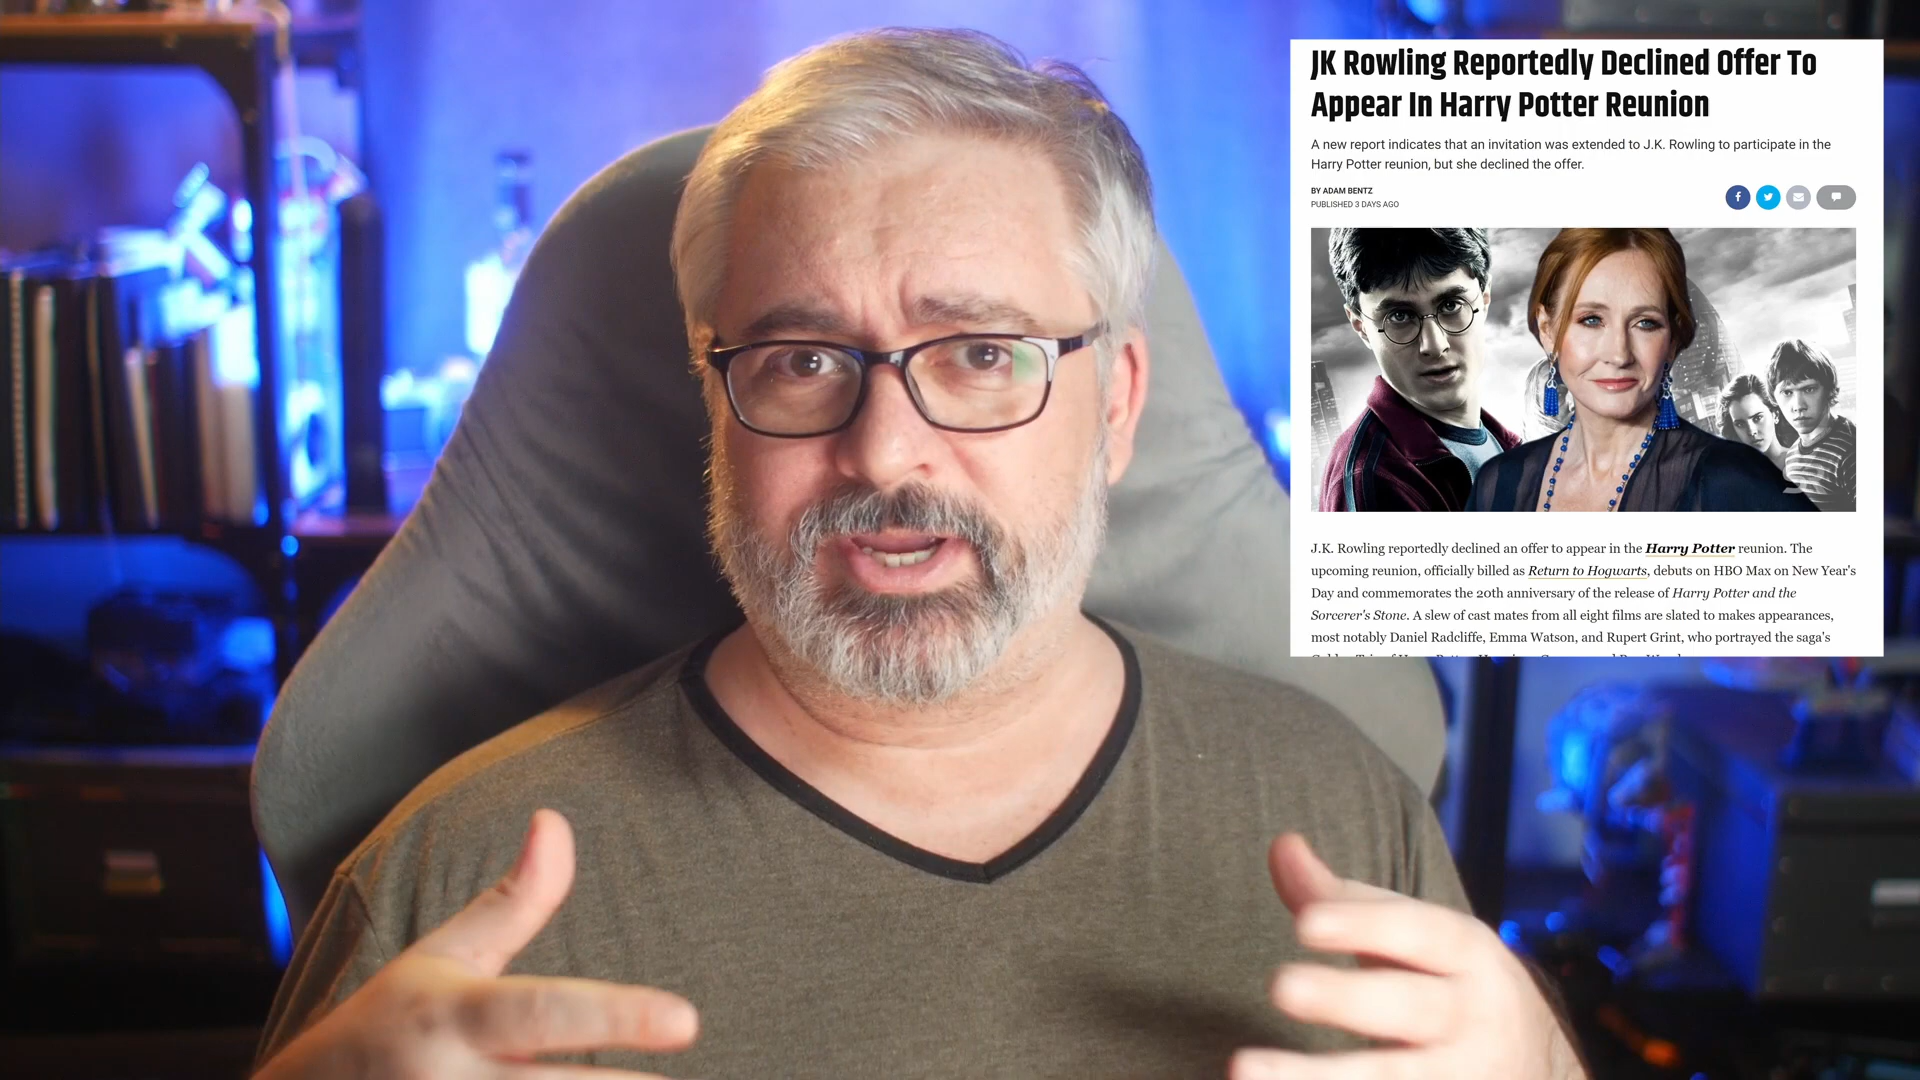 JK Rowling Reportedly Declined Offer To
Appear In Harry Potter Reunion
A new report indicates that an invitation was extended to J.K. Rowling to participate in the
Harry Potter reunion, but she declined the offer.
BY ADAM BENTZ
PUBLISHED 3 DAYS AGO
J.K. Rowling reportedly declined an offer to appear in the Harry Potter reunion. The
upcoming reunion, officially billed as Return to Hogwarts, debuts on HBO Max on New Year's
Day and commemorates the 20th anniversary of the release of Harry Potter and the
Sorcerer's Stone. A slew of cast mates from all eight films are slated to makes appearances,
most notably Daniel Radcliffe, Emma Watson, and Rupert Grint, who portrayed the saga's